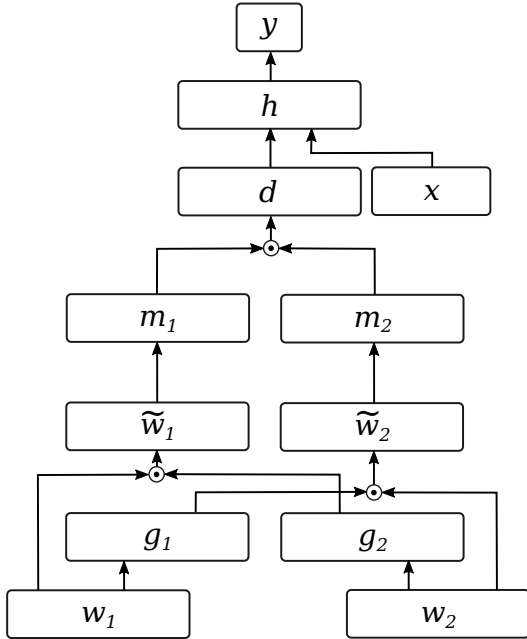 y
h
d x
m₁ m₂
w̃₁ w̃₂
g₁ g₂
w₁ w₂